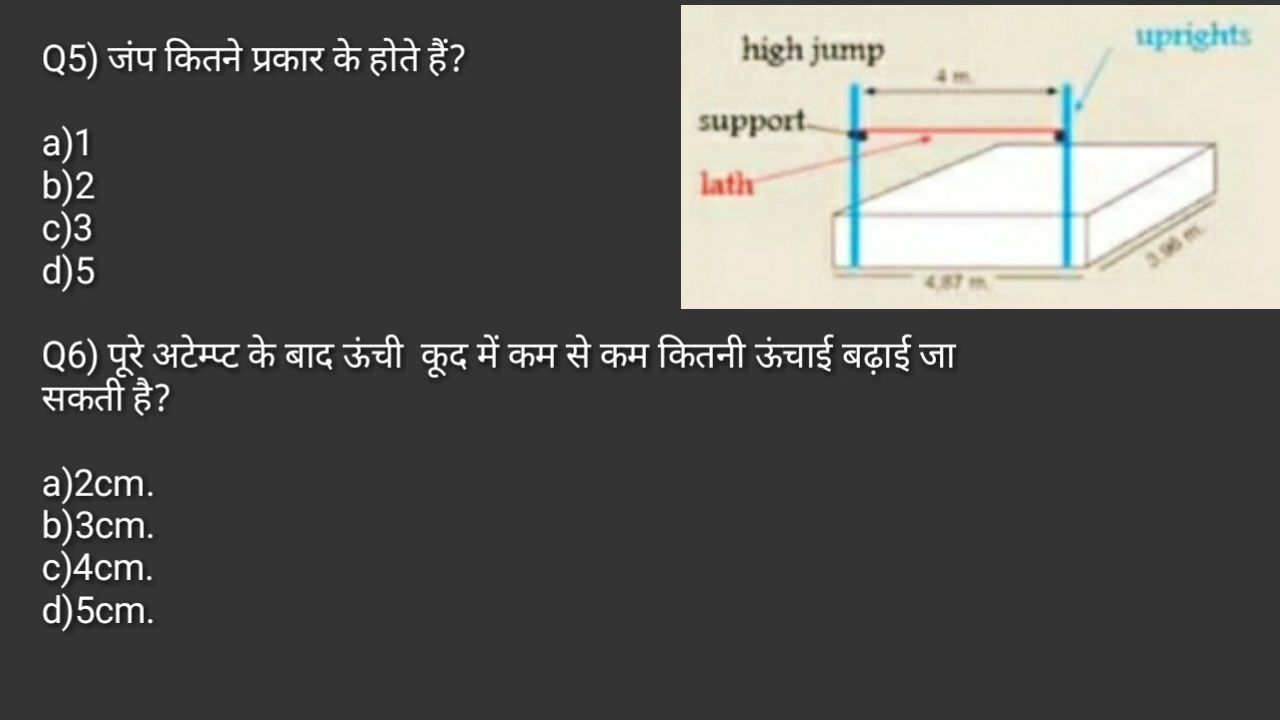 Q5) जंप कितने प्रकार के होते हैं?
a)1
b)2
c)3
d)5
high jump
uprights
4 m.
support
lath
4,87 m.
3.96 m.
Q6) पूरे अटेम्प्ट के बाद ऊंची कूद में कम से कम कितनी ऊंचाई बढ़ाई जा
सकती है?
a)2cm.
b)3cm.
c)4cm.
d)5cm.